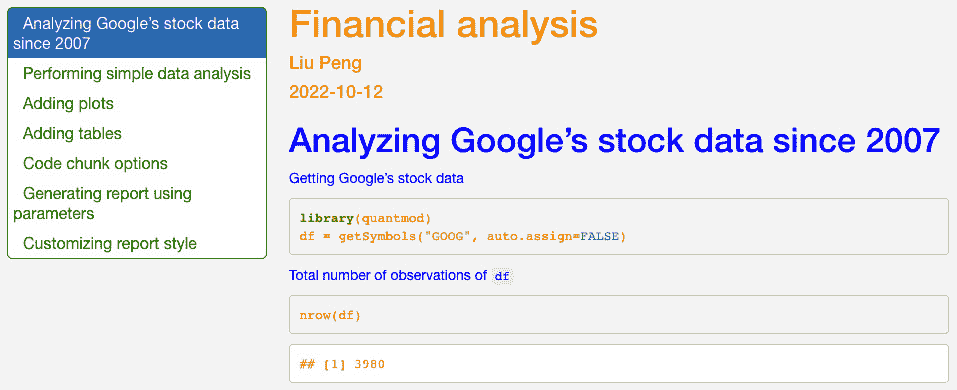 Analyzing Google’s stock data
since 2007
Performing simple data analysis
Adding plots
Adding tables
Code chunk options
Generating report using
parameters
Customizing report style
Financial analysis
Liu Peng
2022-10-12
Analyzing Google’s stock data since 2007
Getting Google’s stock data
library(quantmod)
df = getSymbols("GOOG", auto.assign=FALSE)
Total number of observations of df
nrow(df)
## [1] 3980